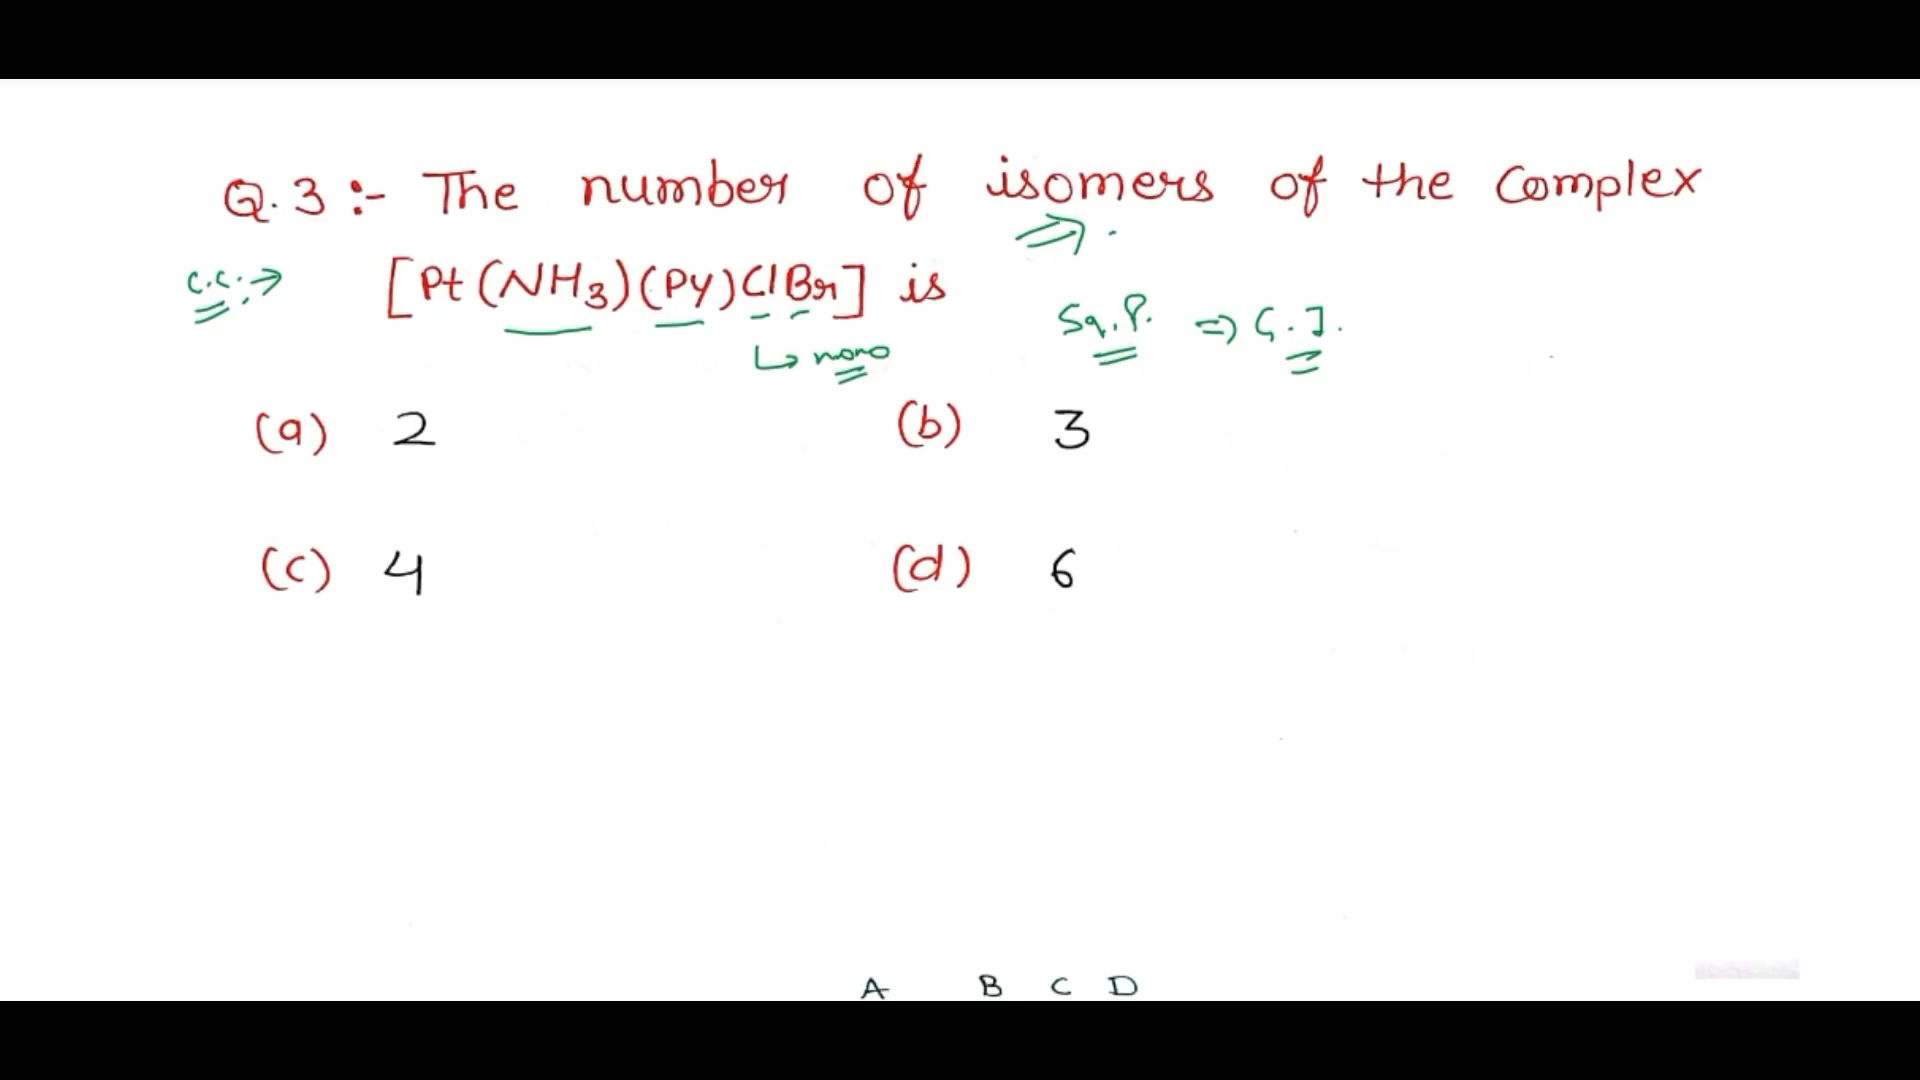 Q.3 :- The number of isomers of the complex
C.C. → [Pt(NH3)(Py)ClBr] is
Sq. P. ⇒ G.I.
↳ mono
(a) 2 (b) 3
(c) 4 (d) 6
A B C D